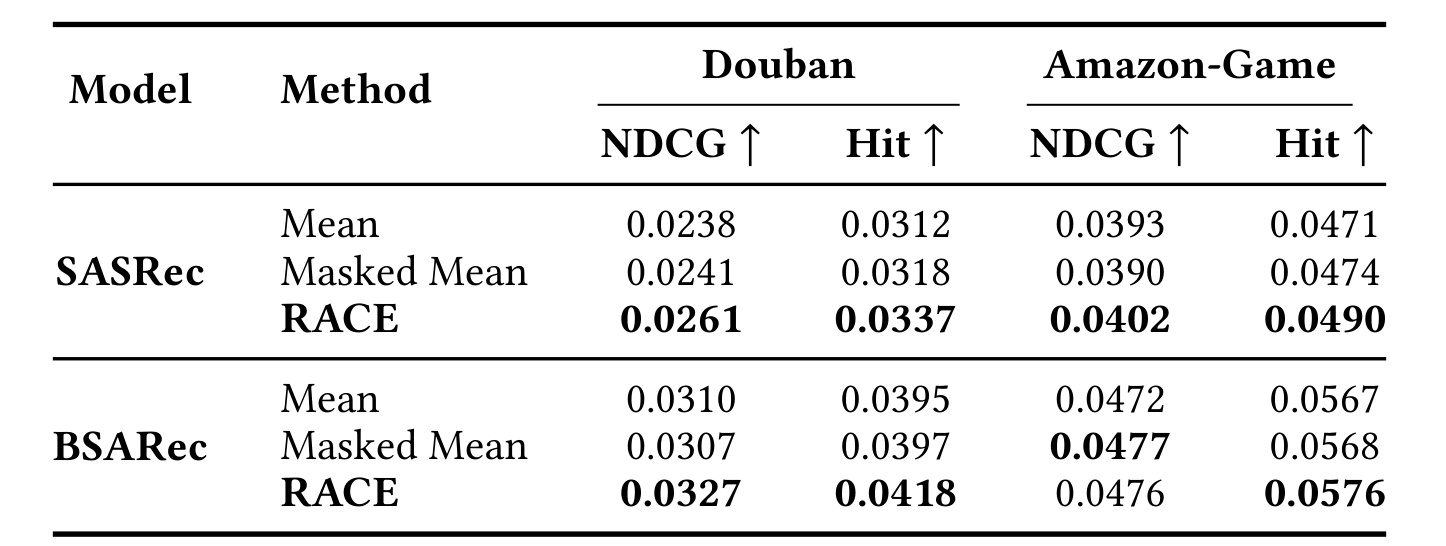 Model Method Douban Amazon-Game
NDCG ↑ Hit ↑ NDCG ↑ Hit ↑
Mean 0.0238 0.0312 0.0393 0.0471
SASRec Masked Mean 0.0241 0.0318 0.0390 0.0474
RACE 0.0261 0.0337 0.0402 0.0490
Mean 0.0310 0.0395 0.0472 0.0567
BSARec Masked Mean 0.0307 0.0397 0.0477 0.0568
RACE 0.0327 0.0418 0.0476 0.0576